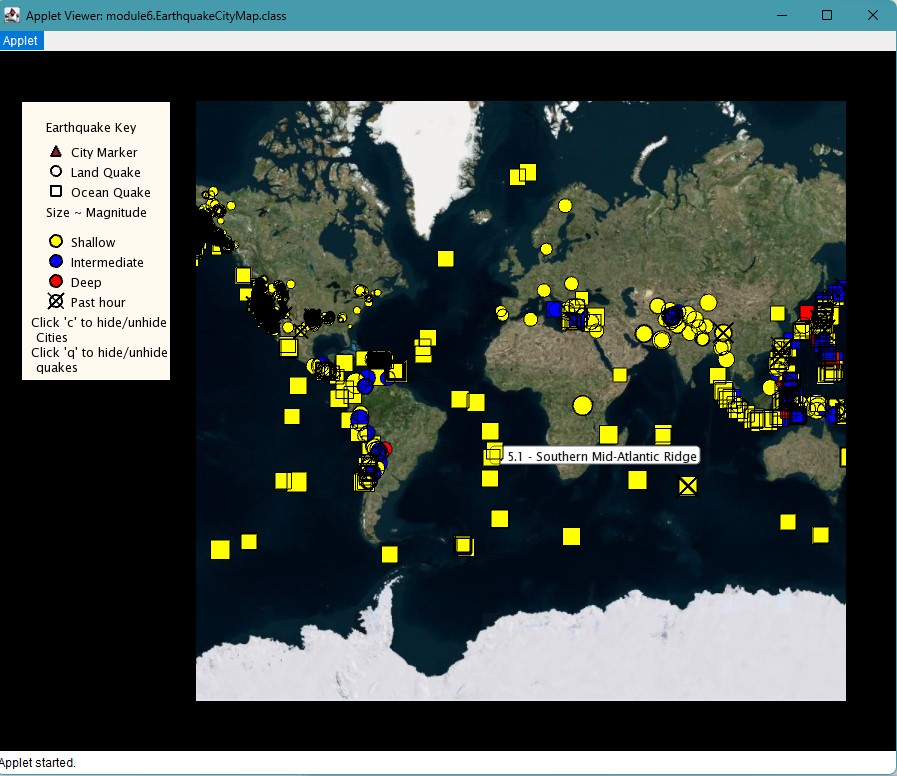 Applet Viewer: module6.EarthquakeCityMap.class
Applet
Earthquake Key
City Marker
Land Quake
Ocean Quake
Size ~ Magnitude
Shallow
Intermediate
Deep
Past hour
Click 'c' to hide/unhide
Cities
Click 'q' to hide/unhide
quakes
5.1 - Southern Mid-Atlantic Ridge
Applet started.